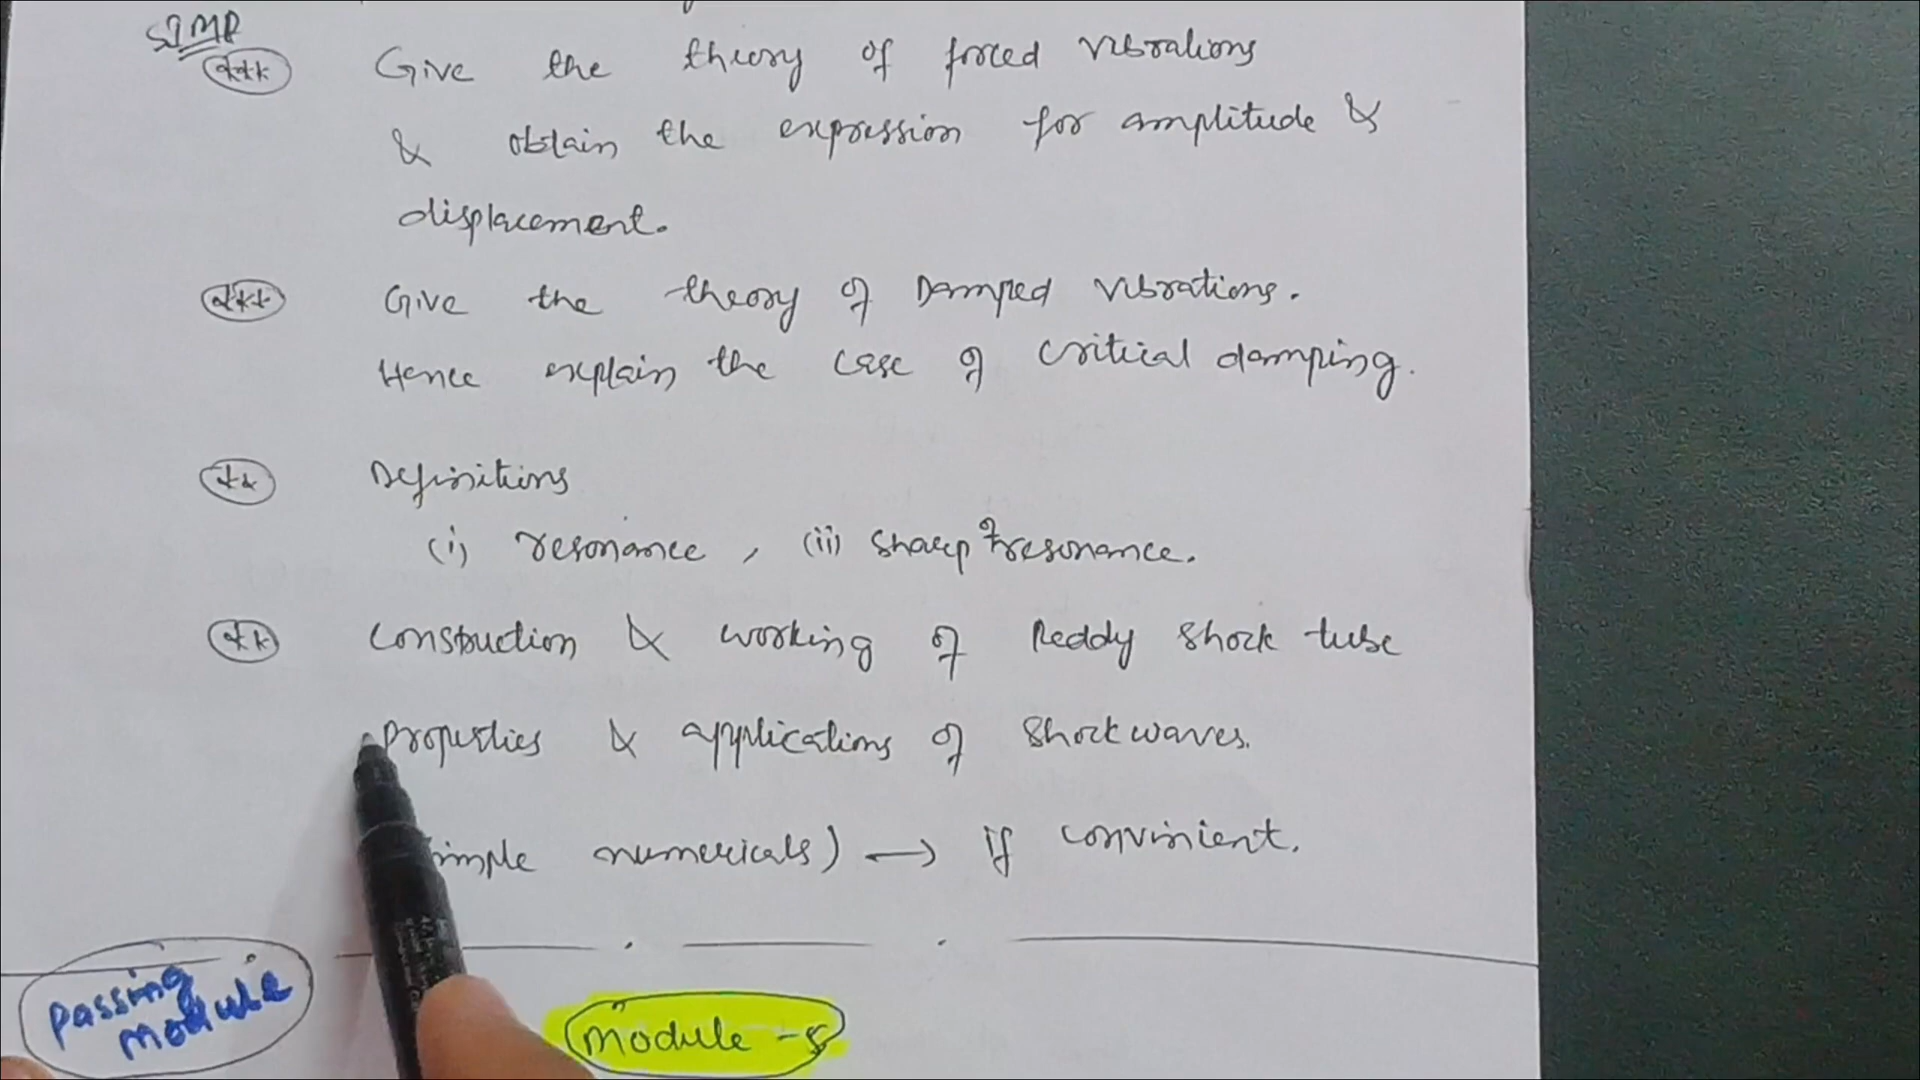 SIMP
*** Give the theory of forced vibrations
& obtain the expression for amplitude &
displacement.
*** Give the theory of Damped vibrations.
Hence explain the case of critical damping.
** Definitions
(i) resonance, (ii) sharp of resonance.
** Construction & working of Reddy shock tube
properties & applications of shock waves.
imple numericals) → if convinient.
passing
module
module -5